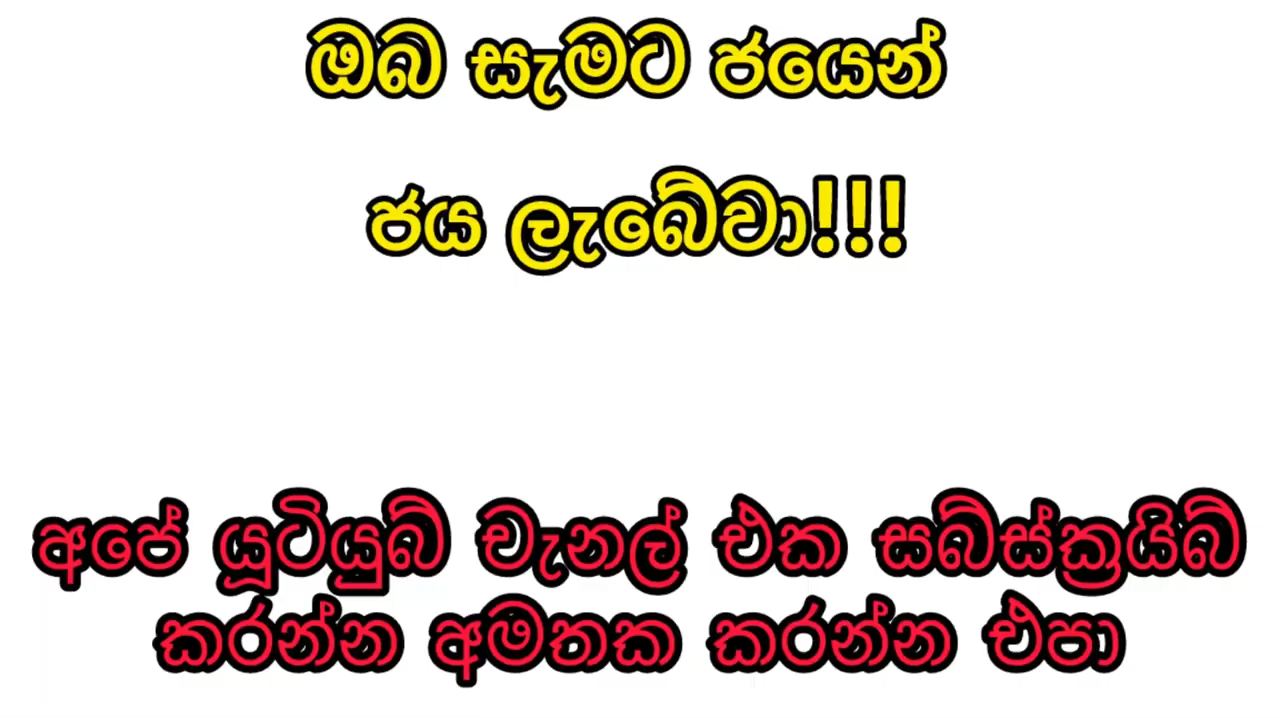 ඔබ සැමට ජයෙන්
ජය ලැබේවා!!!
අපේ යූටියුබ් චැනල් එක සබ්ස්ක්‍රයිබ්
කරන්න අමතක කරන්න එපා